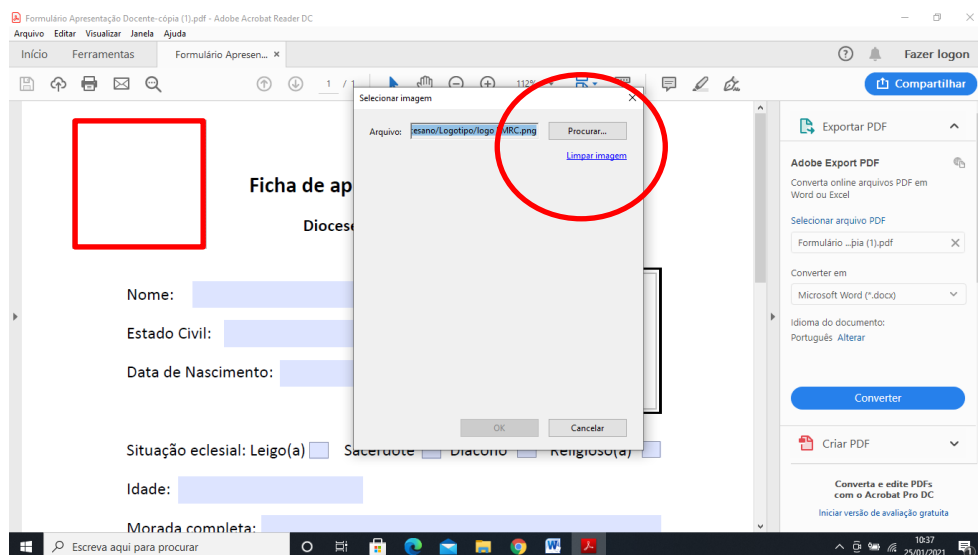 Formulário Apresentação Docente-cópia (1).pdf - Adobe Acrobat Reader DC
Arquivo Editar Visualizar Janela Ajuda
Início Ferramentas Formulário Apresen... × Fazer logon
1 / 1 112% Compartilhar
Selecionar imagem
Arquivo: esano/Logotipo/logo MRC.png Procurar...
Limpar imagem
OK Cancelar
Ficha de ap
Diocese
Nome:
Estado Civil:
Data de Nascimento:
Situação eclesial: Leigo(a) Sacerdote Diácono Religioso(a)
Idade:
Morada completa:
Exportar PDF
Adobe Export PDF
Converta online arquivos PDF em
Word ou Excel
Selecionar arquivo PDF
Formulário ...pia (1).pdf
Converter em
Microsoft Word (*.docx)
Idioma do documento:
Português Alterar
Converter
Criar PDF
Converta e edite PDFs
com o Acrobat Pro DC
Iniciar versão de avaliação gratuita
Escreva aqui para procurar
10:37
25/01/2021